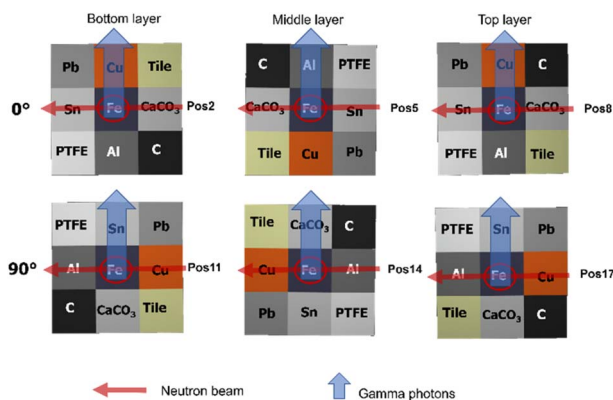 Bottom layer Middle layer Top layer
Pb Cu Tile C Al PTFE Pb Cu C
0° Sn Fe CaCO₃ Pos2 CaCO₃ Fe Sn Pos5 Sn Fe CaCO₃ Pos8
PTFE Al C Tile Cu Pb PTFE Al Tile
PTFE Sn Pb Tile CaCO₃ C PTFE Sn Pb
90° Al Fe Cu Pos11 Cu Fe Al Pos14 Al Fe Cu Pos17
C CaCO₃ Tile Pb Sn PTFE Tile CaCO₃ C
Neutron beam Gamma photons